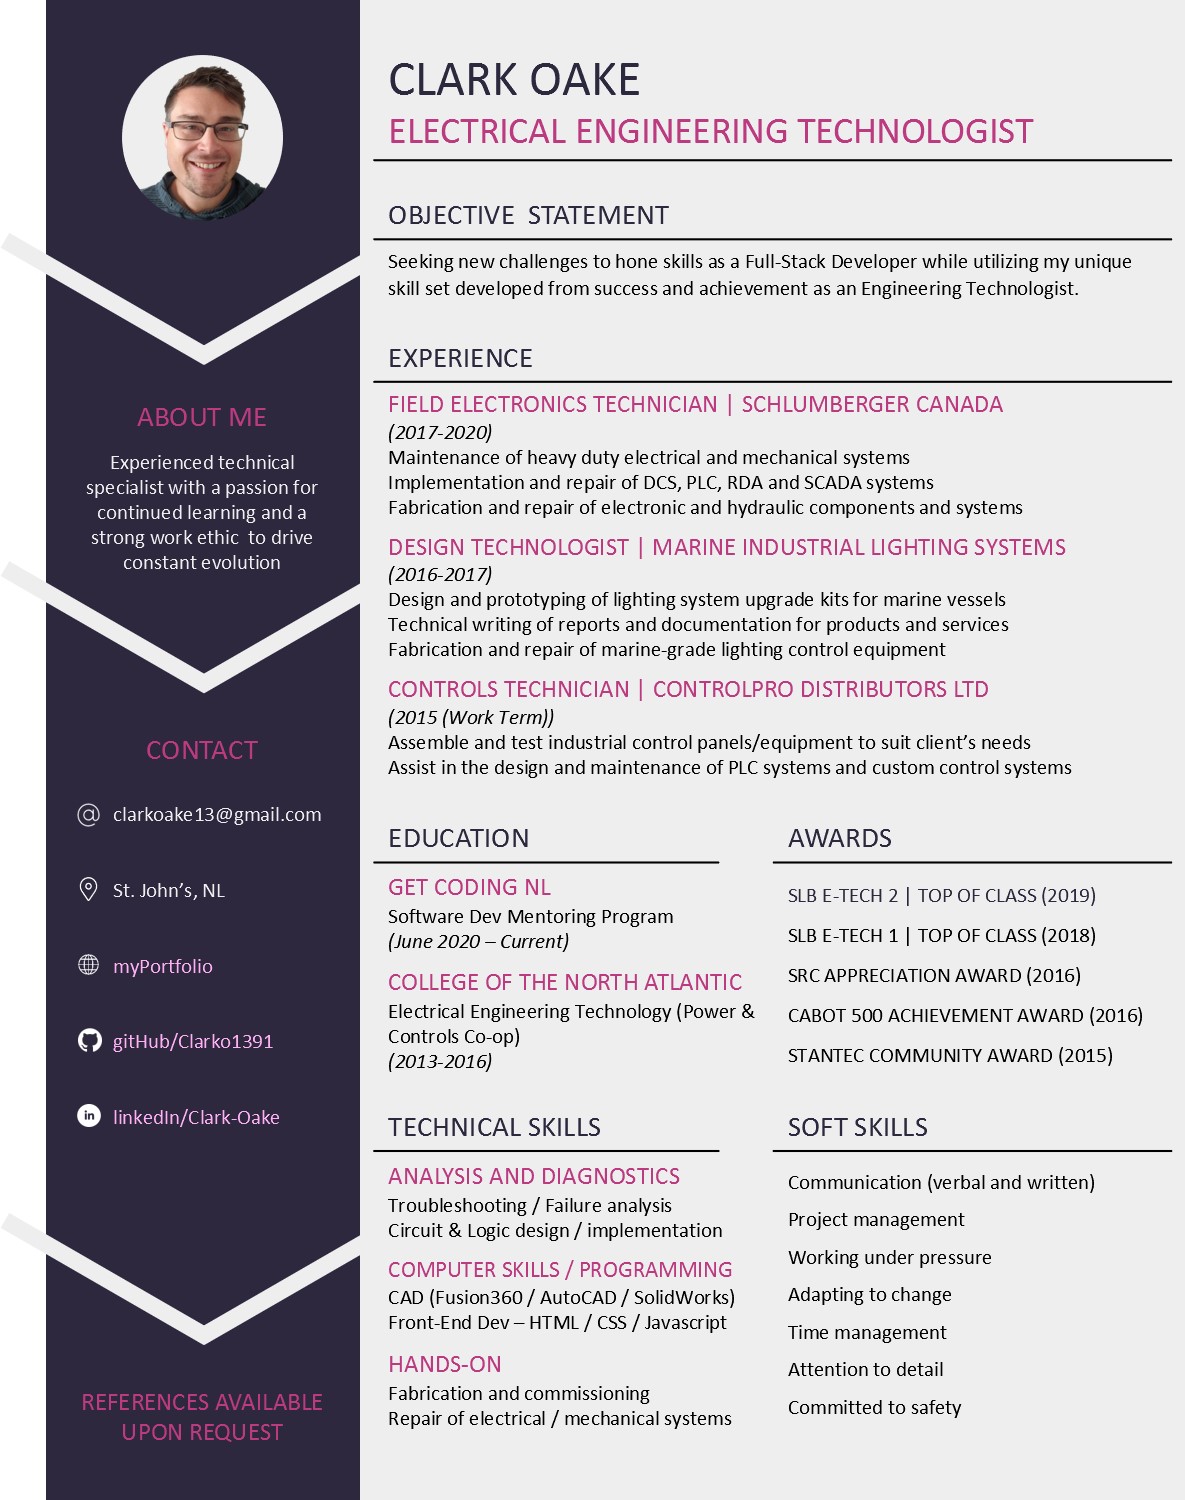 CLARK OAKE
ELECTRICAL ENGINEERING TECHNOLOGIST
OBJECTIVE STATEMENT
Seeking new challenges to hone skills as a Full-Stack Developer while utilizing my unique
skill set developed from success and achievement as an Engineering Technologist.
EXPERIENCE
FIELD ELECTRONICS TECHNICIAN | SCHLUMBERGER CANADA
(2017-2020)
Maintenance of heavy duty electrical and mechanical systems
Implementation and repair of DCS, PLC, RDA and SCADA systems
Fabrication and repair of electronic and hydraulic components and systems
DESIGN TECHNOLOGIST | MARINE INDUSTRIAL LIGHTING SYSTEMS
(2016-2017)
Design and prototyping of lighting system upgrade kits for marine vessels
Technical writing of reports and documentation for products and services
Fabrication and repair of marine-grade lighting control equipment
CONTROLS TECHNICIAN | CONTROLPRO DISTRIBUTORS LTD
(2015 (Work Term))
Assemble and test industrial control panels/equipment to suit client’s needs
Assist in the design and maintenance of PLC systems and custom control systems
EDUCATION
GET CODING NL
Software Dev Mentoring Program
(June 2020 – Current)
COLLEGE OF THE NORTH ATLANTIC
Electrical Engineering Technology (Power &
Controls Co-op)
(2013-2016)
AWARDS
SLB E-TECH 2 | TOP OF CLASS (2019)
SLB E-TECH 1 | TOP OF CLASS (2018)
SRC APPRECIATION AWARD (2016)
CABOT 500 ACHIEVEMENT AWARD (2016)
STANTEC COMMUNITY AWARD (2015)
TECHNICAL SKILLS
ANALYSIS AND DIAGNOSTICS
Troubleshooting / Failure analysis
Circuit & Logic design / implementation
COMPUTER SKILLS / PROGRAMMING
CAD (Fusion360 / AutoCAD / SolidWorks)
Front-End Dev – HTML / CSS / Javascript
HANDS-ON
Fabrication and commissioning
Repair of electrical / mechanical systems
SOFT SKILLS
Communication (verbal and written)
Project management
Working under pressure
Adapting to change
Time management
Attention to detail
Committed to safety
ABOUT ME
Experienced technical
specialist with a passion for
continued learning and a
strong work ethic to drive
constant evolution
CONTACT
clarkoake13@gmail.com
St. John’s, NL
myPortfolio
gitHub/Clarko1391
linkedIn/Clark-Oake
REFERENCES AVAILABLE
UPON REQUEST